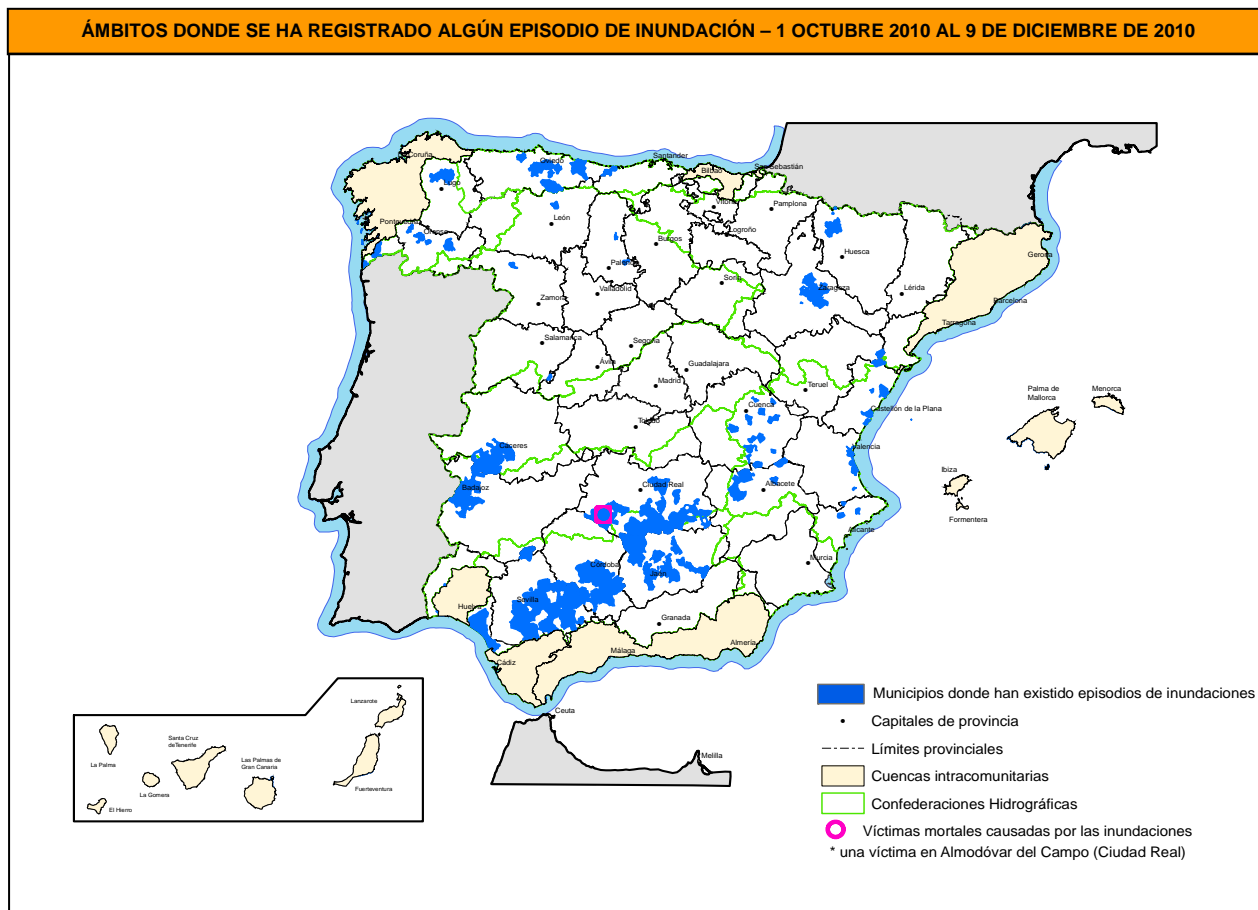 ÁMBITOS DONDE SE HA REGISTRADO ALGÚN EPISODIO DE INUNDACIÓN – 1 OCTUBRE 2010 AL 9 DE DICIEMBRE DE 2010
Coruña
Lugo
Oviedo
Santander
Bilbao
San Sebastián
Vitoria
Pamplona
Pontevedra
Orense
León
Burgos
Logroño
Huesca
Gerona
Palencia
Zamora
Valladolid
Soria
Zaragoza
Lérida
Barcelona
Tarragona
Salamanca
Segovia
Ávila
Guadalajara
Madrid
Teruel
Cuenca
Castellón de la Plana
Palma de
Mallorca
Menorca
Toledo
Cáceres
Valencia
Ibiza
Badajoz
Ciudad Real
Albacete
Formentera
Alicante
Murcia
Córdoba
Jaén
Sevilla
Huelva
Granada
Almería
Málaga
Cádiz
Ceuta
Melilla
Lanzarote
Santa Cruz
deTenerife
Las Palmas de
Gran Canaria
La Palma
La Gomera
El Hierro
Fuerteventura
Municipios donde han existido episodios de inundaciones
Capitales de provincia
Límites provinciales
Cuencas intracomunitarias
Confederaciones Hidrográficas
Víctimas mortales causadas por las inundaciones
* una víctima en Almodóvar del Campo (Ciudad Real)